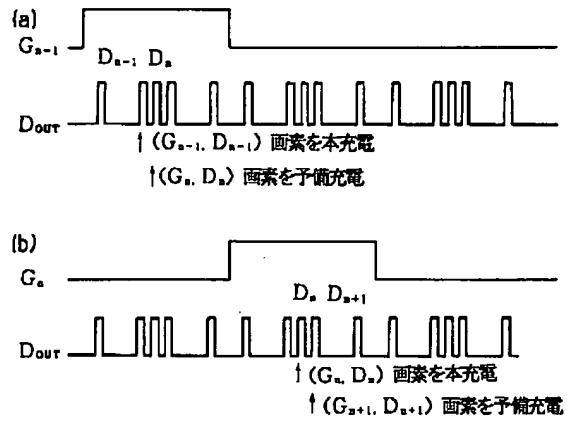 (a)
Gn-1
Dn-1 Dn
DOUT
↑(Gn-1, Dn-1) 画素を本充電
↑(Gn, Dn) 画素を予備充電
(b)
Gn
Dn Dn+1
DOUT
↑(Gn, Dn) 画素を本充電
↑(Gn+1, Dn+1) 画素を予備充電